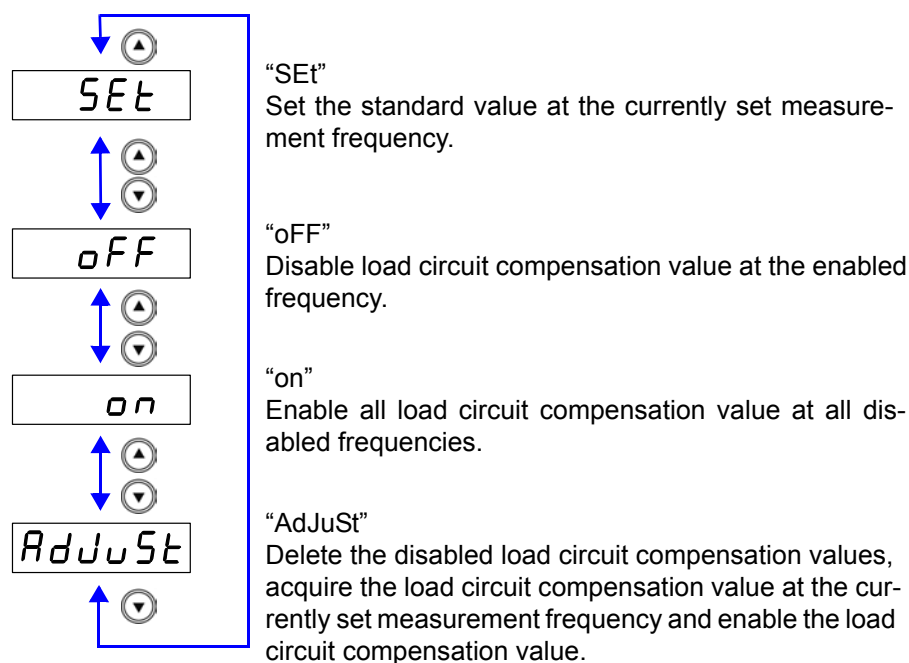 SEt
“SEt”
Set the standard value at the currently set measure-
ment frequency.
oFF
“oFF”
Disable load circuit compensation value at the enabled
frequency.
on
“on”
Enable all load circuit compensation value at all dis-
abled frequencies.
AdJuSt
“AdJuSt”
Delete the disabled load circuit compensation values,
acquire the load circuit compensation value at the cur-
rently set measurement frequency and enable the load
circuit compensation value.